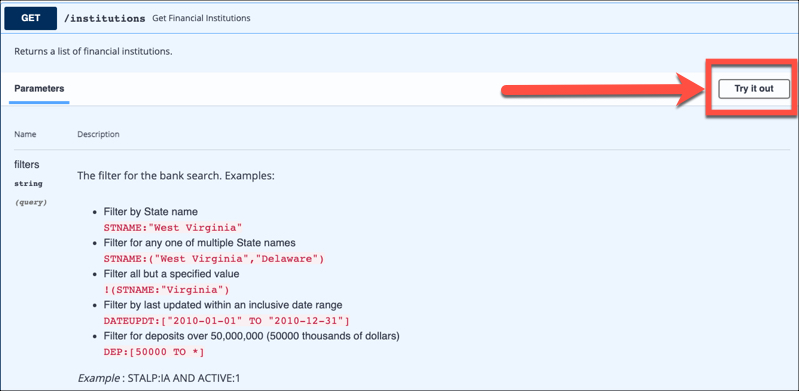 GET /institutions Get Financial Institutions
Returns a list of financial institutions.
Parameters
Try it out
Name Description
filters
string
(query)
The filter for the bank search. Examples:
• Filter by State name
STNAME:"West Virginia"
• Filter for any one of multiple State names
STNAME:("West Virginia","Delaware")
• Filter all but a specified value
!(STNAME:"Virginia")
• Filter by last updated within an inclusive date range
DATEUPDT:["2010-01-01" TO "2010-12-31"]
• Filter for deposits over 50,000,000 (50000 thousands of dollars)
DEP:[50000 TO *]
Example : STALP:IA AND ACTIVE:1